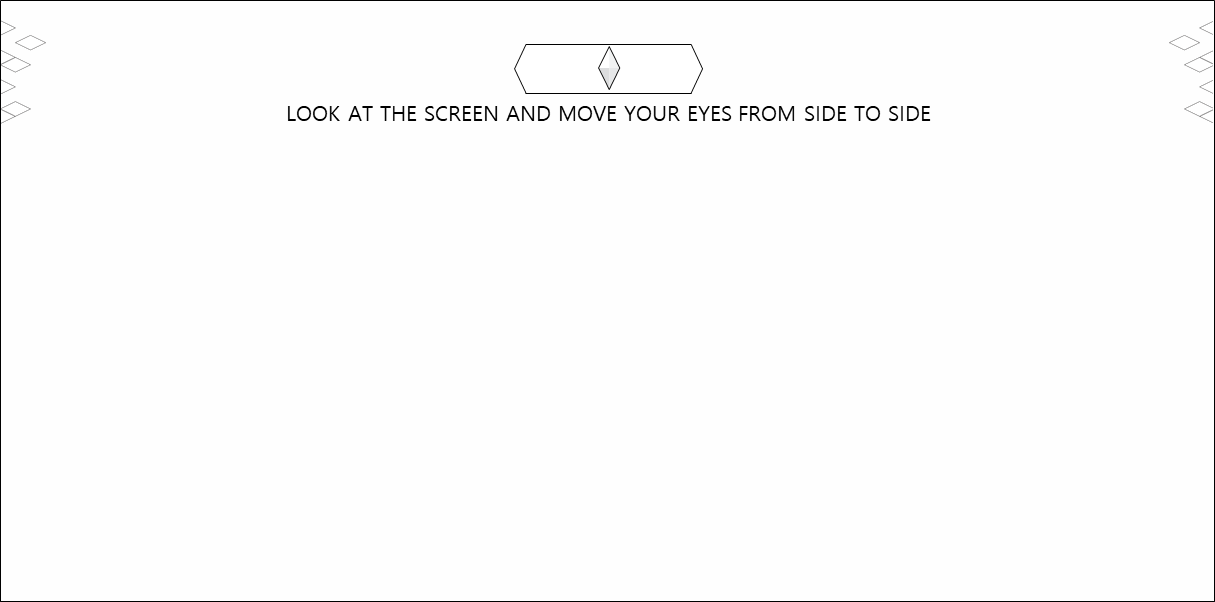 LOOK AT THE SCREEN AND MOVE YOUR EYES FROM SIDE TO SIDE